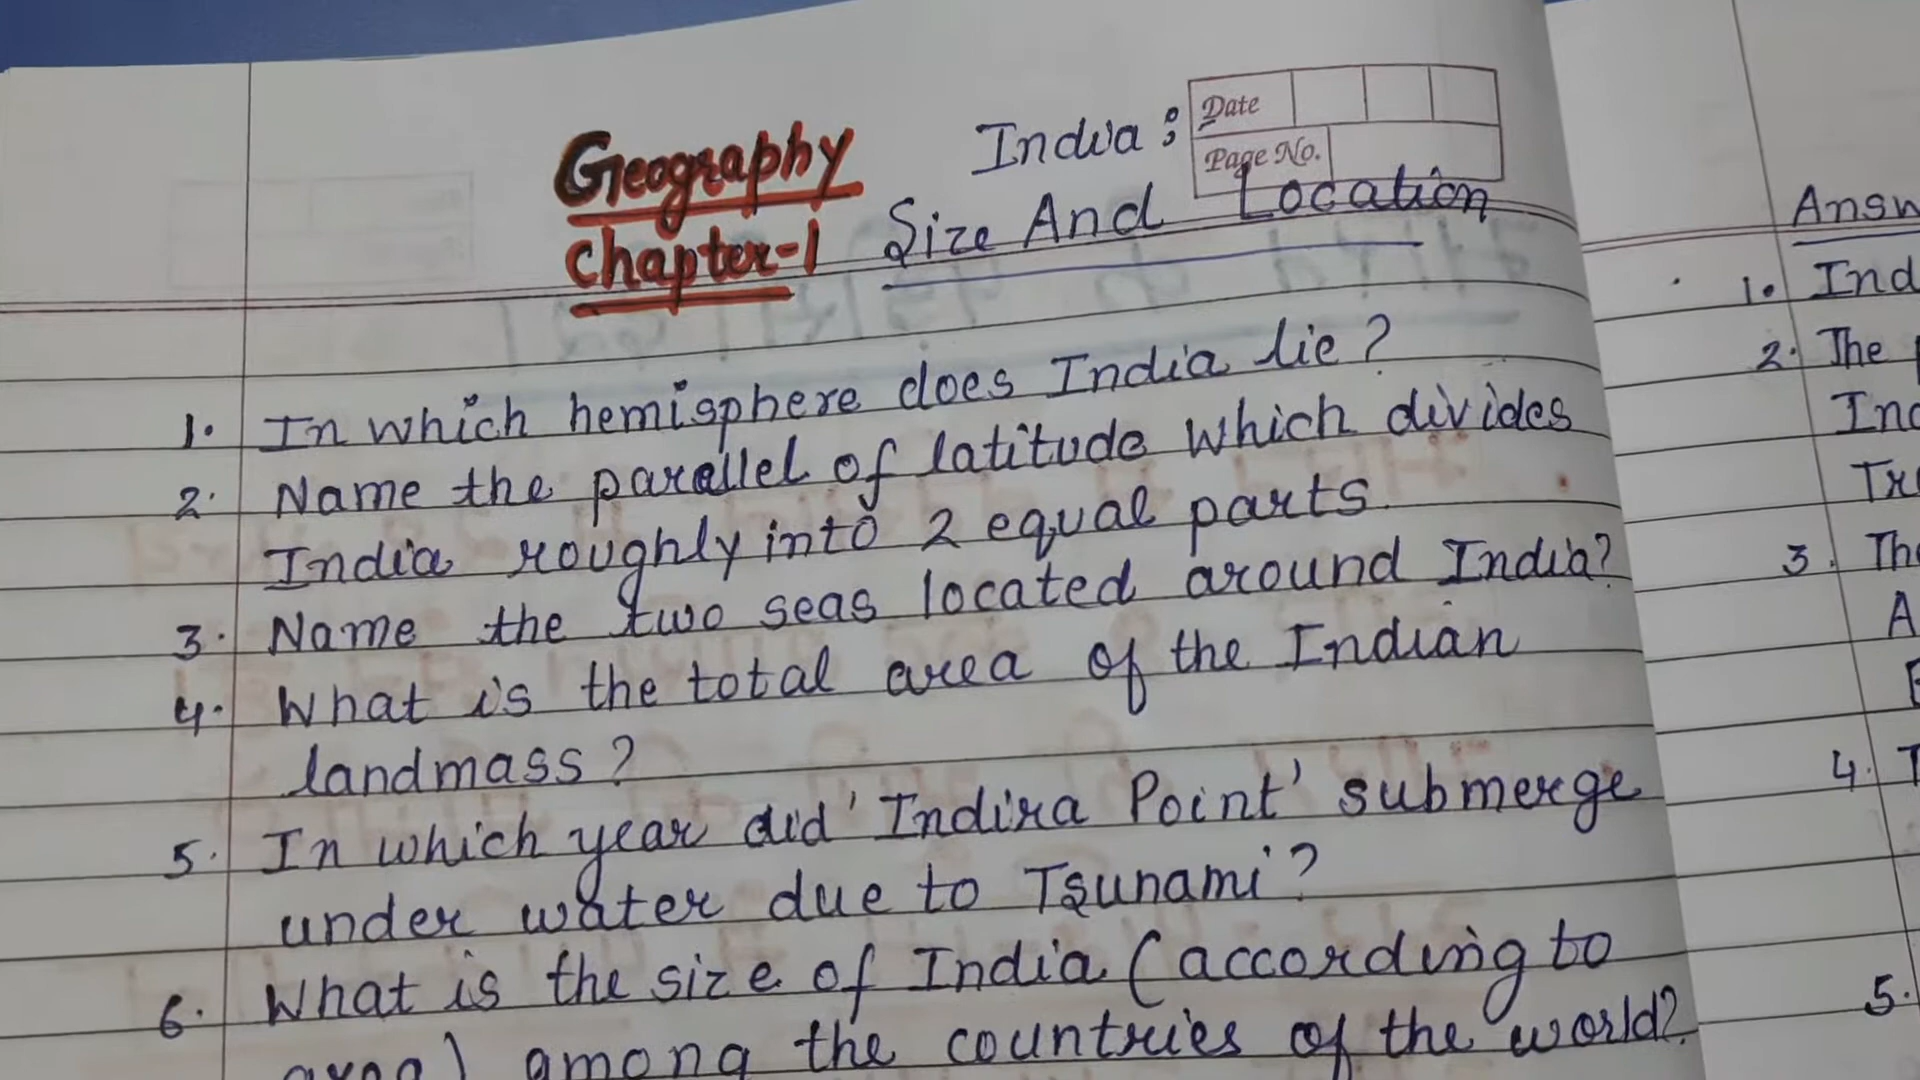 Geography
Chapter-1
India :
Size And Location
Date
Page No.
1. In which hemisphere does India lie?
2. Name the parallel of latitude which divides
India roughly into 2 equal parts.
3. Name the two seas located around India?
4. What is the total area of the Indian
landmass?
5. In which year did 'Indira Point' submerge
under water due to Tsunami?
6. What is the size of India (according to
area) among the countries of the world?
Answ
1. Ind
2. The
Ind
Tr
3. The
A
4. T
5.